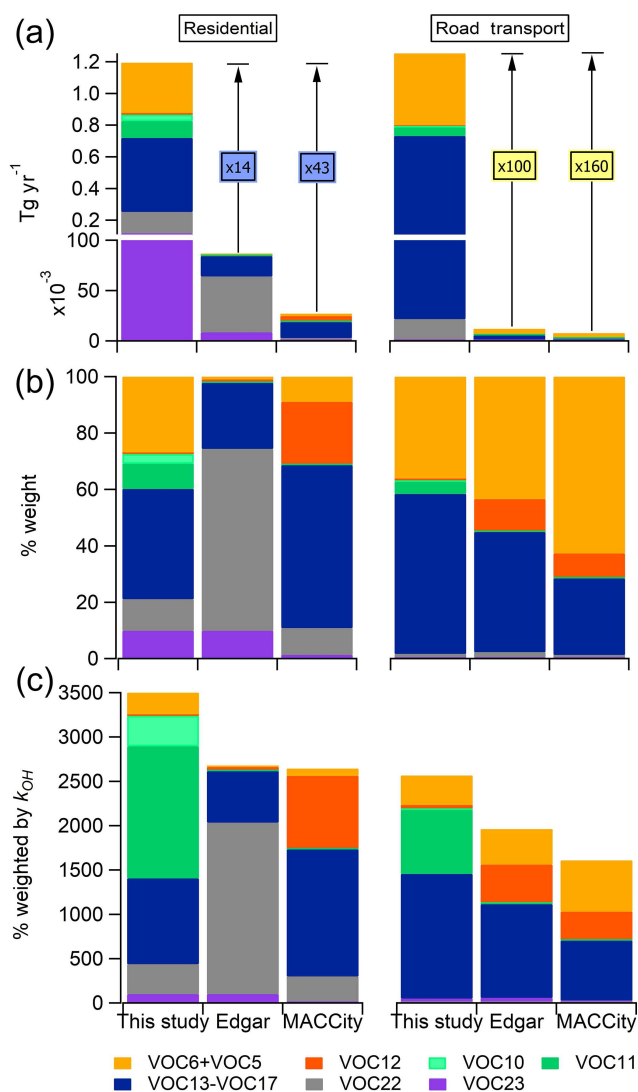 (a)
Residential
Road transport
Tg yr⁻¹
1.2
1.0
0.8
0.6
0.4
0.2
x10⁻³
100
50
0
x14
x43
x100
x160
(b)
% weight
100
80
60
40
20
0
(c)
% weighted by k_OH
3500
3000
2500
2000
1500
1000
500
0
This study Edgar MACCity This study Edgar MACCity
VOC6+VOC5 VOC12 VOC10 VOC11
VOC13-VOC17 VOC22 VOC23